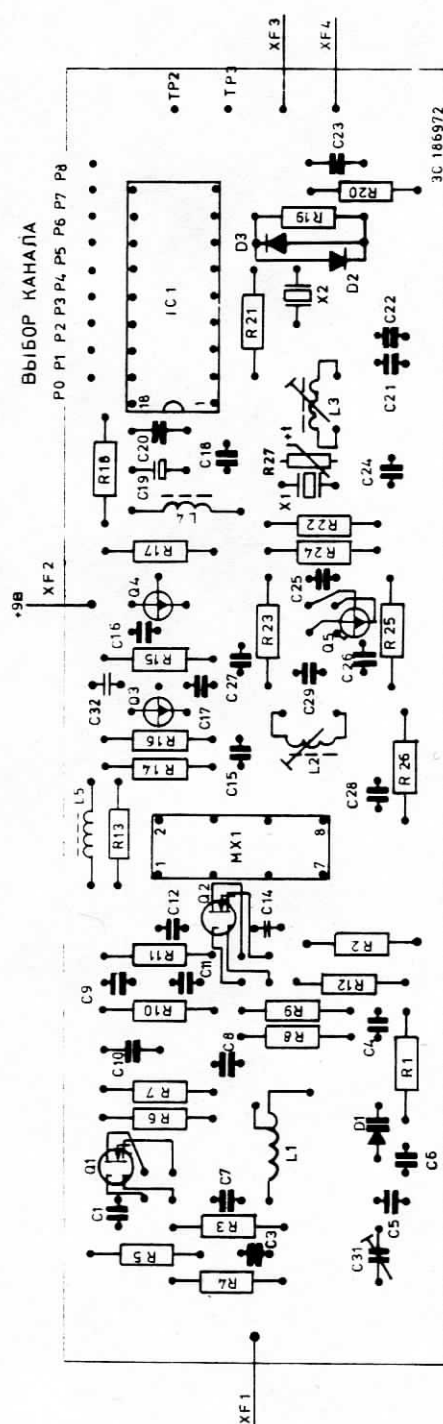 ВЫБОР КАНАЛА
P0 P1 P2 P3 P4 P5 P6 P7 P8
+9В
XF2
TP2
TP3
XF3
XF4
XF1
L5
R13
C32
R18
C9
C10
R11
C12
R14
R16
Q3
R15
C16
Q4
R17
C19
C20
18
1
IC1
L4
C18
Q1
C1
R5
R4
R3
C3
C7
R6
R7
R10
C11
C8
Q2
C14
1
2
7
8
MX1
C15
C17
C27
R23
R21
D3
R19
D2
X2
C23
R20
L1
R8
R9
R12
R2
L2
C29
C25
R24
R22
X1
R27
+t
L3
C31
C5
C6
D1
R1
C4
C28
R26
C26
Q5
R25
C24
C21
C22
ЗС 186972